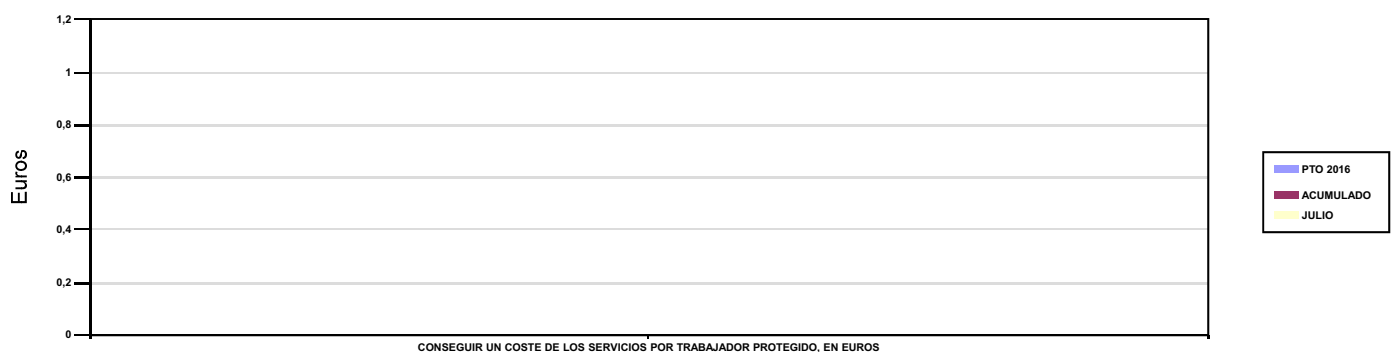 1,2
1
0,8
0,6
0,4
0,2
0
Euros
CONSEGUIR UN COSTE DE LOS SERVICIOS POR TRABAJADOR PROTEGIDO, EN EUROS
PTO 2016
ACUMULADO
JULIO